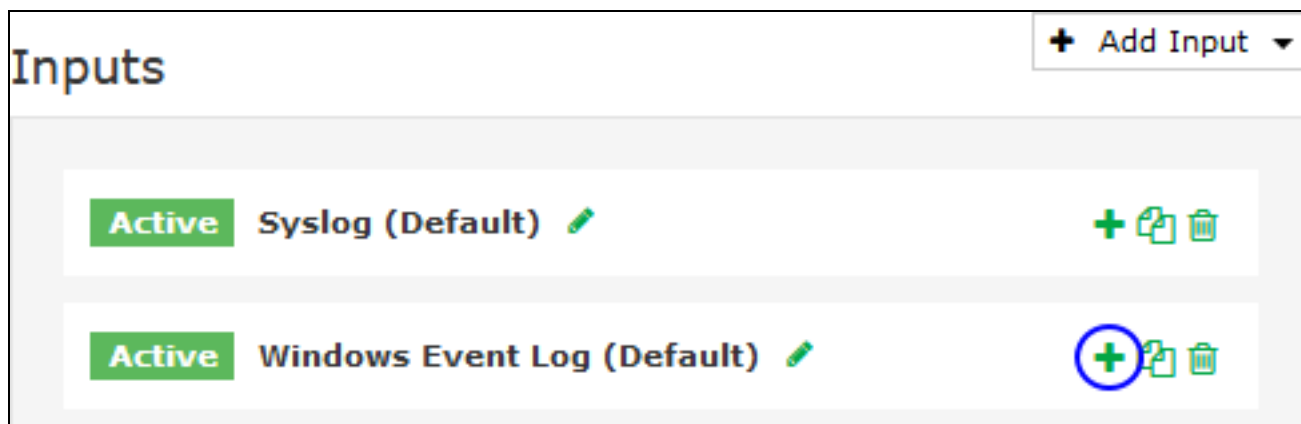 Inputs
Add Input
Active Syslog (Default)
Active Windows Event Log (Default)